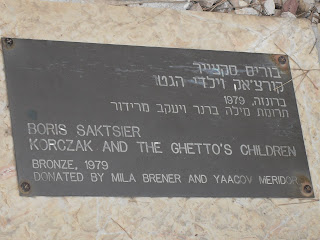 בוריס סקצייר
קורצ'אק וילדי הגטו
ברונזה, 1979
תרומת מילה ברנר ויעקב מרידור
BORIS SAKTSIER
KORCZAK AND THE GHETTO'S CHILDREN
BRONZE, 1979
DONATED BY MILA BRENER AND YAACOV MERIDOR